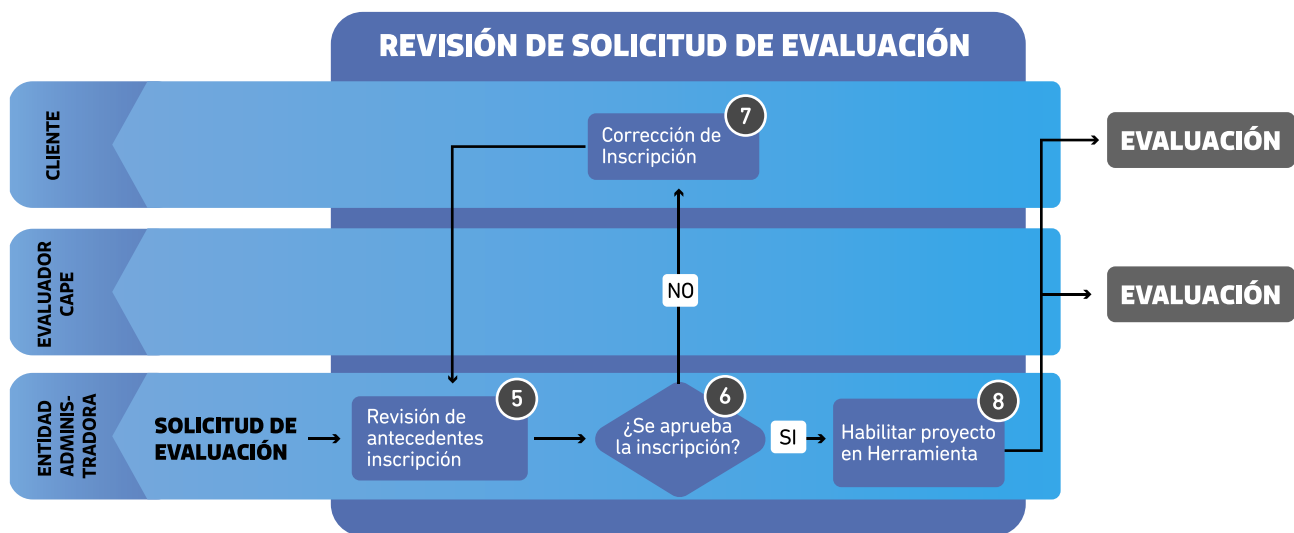 REVISIÓN DE SOLICITUD DE EVALUACIÓN
CLIENTE
7
Corrección de
Inscripción
EVALUACIÓN
EVALUADOR
CAPE
NO
EVALUACIÓN
ENTIDAD
ADMINIS-
TRADORA
SOLICITUD DE
EVALUACIÓN
5
Revisión de
antecedentes
inscripción
6
¿Se aprueba
la inscripción?
SI
8
Habilitar proyecto
en Herramienta